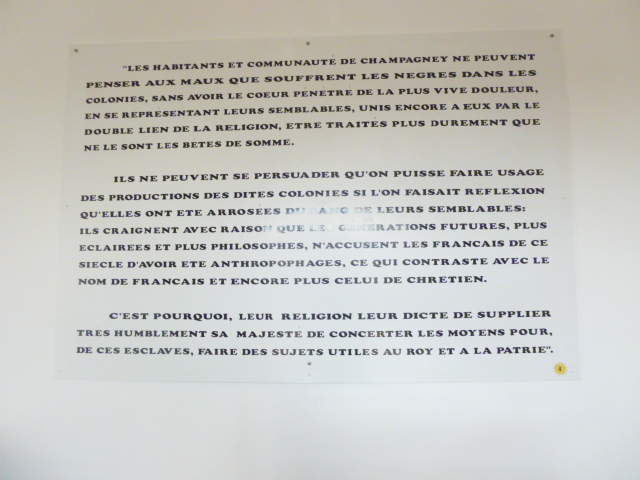 "LES HABITANTS ET COMMUNAUTE DE CHAMPAGNEY NE PEUVENT
PENSER AUX MAUX QUE SOUFFRENT LES NEGRES DANS LES
COLONIES, SANS AVOIR LE COEUR PENETRE DE LA PLUS VIVE DOULEUR,
EN SE REPRESENTANT LEURS SEMBLABLES, UNIS ENCORE A EUX PAR LE
DOUBLE LIEN DE LA RELIGION, ETRE TRAITES PLUS DUREMENT QUE
NE LE SONT LES BETES DE SOMME.
ILS NE PEUVENT SE PERSUADER QU'ON PUISSE FAIRE USAGE
DES PRODUCTIONS DES DITES COLONIES SI L'ON FAISAIT REFLEXION
QU'ELLES ONT ETE ARROSEES DU SANG DE LEURS SEMBLABLES:
ILS CRAIGNENT AVEC RAISON QUE LES GENERATIONS FUTURES, PLUS
ECLAIREES ET PLUS PHILOSOPHES, N'ACCUSENT LES FRANCAIS DE CE
SIECLE D'AVOIR ETE ANTHROPOPHAGES, CE QUI CONTRASTE AVEC LE
NOM DE FRANCAIS ET ENCORE PLUS CELUI DE CHRETIEN.
C'EST POURQUOI, LEUR RELIGION LEUR DICTE DE SUPPLIER
TRES HUMBLEMENT SA MAJESTE DE CONCERTER LES MOYENS POUR,
DE CES ESCLAVES, FAIRE DES SUJETS UTILES AU ROY ET A LA PATRIE".
4